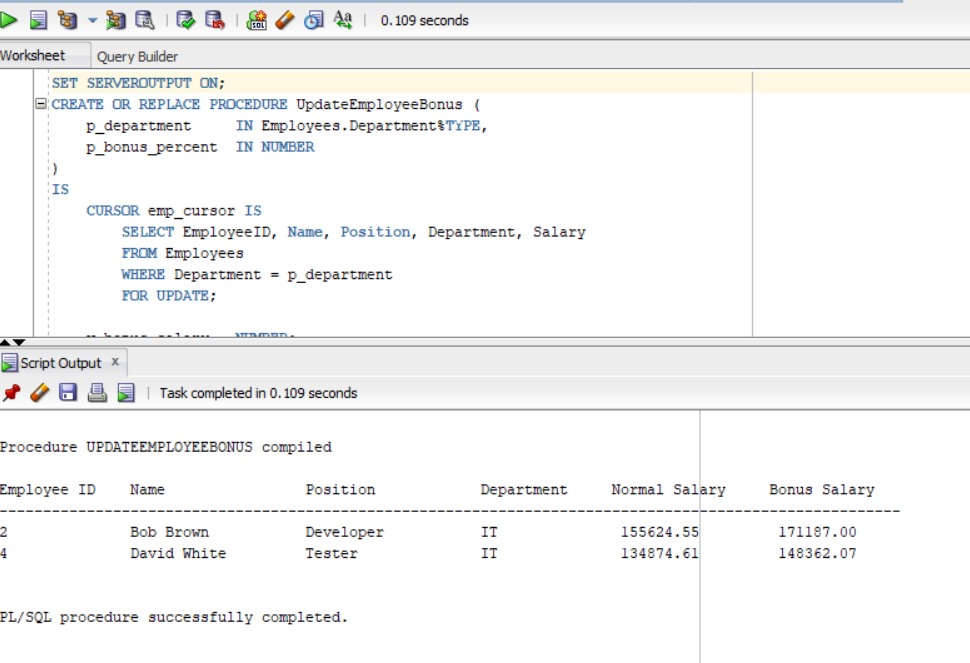 0.109 seconds
Worksheet Query Builder
SET SERVEROUTPUT ON;
CREATE OR REPLACE PROCEDURE UpdateEmployeeBonus (
p_department IN Employees.Department%TYPE,
p_bonus_percent IN NUMBER
)
IS
CURSOR emp_cursor IS
SELECT EmployeeID, Name, Position, Department, Salary
FROM Employees
WHERE Department = p_department
FOR UPDATE;
Script Output x
Task completed in 0.109 seconds
Procedure UPDATEEMPLOYEEBONUS compiled
Employee ID Name Position Department Normal Salary Bonus Salary
--------------------------------------------------------------------------------------------------------
2 Bob Brown Developer IT 155624.55 171187.00
4 David White Tester IT 134874.61 148362.07
PL/SQL procedure successfully completed.